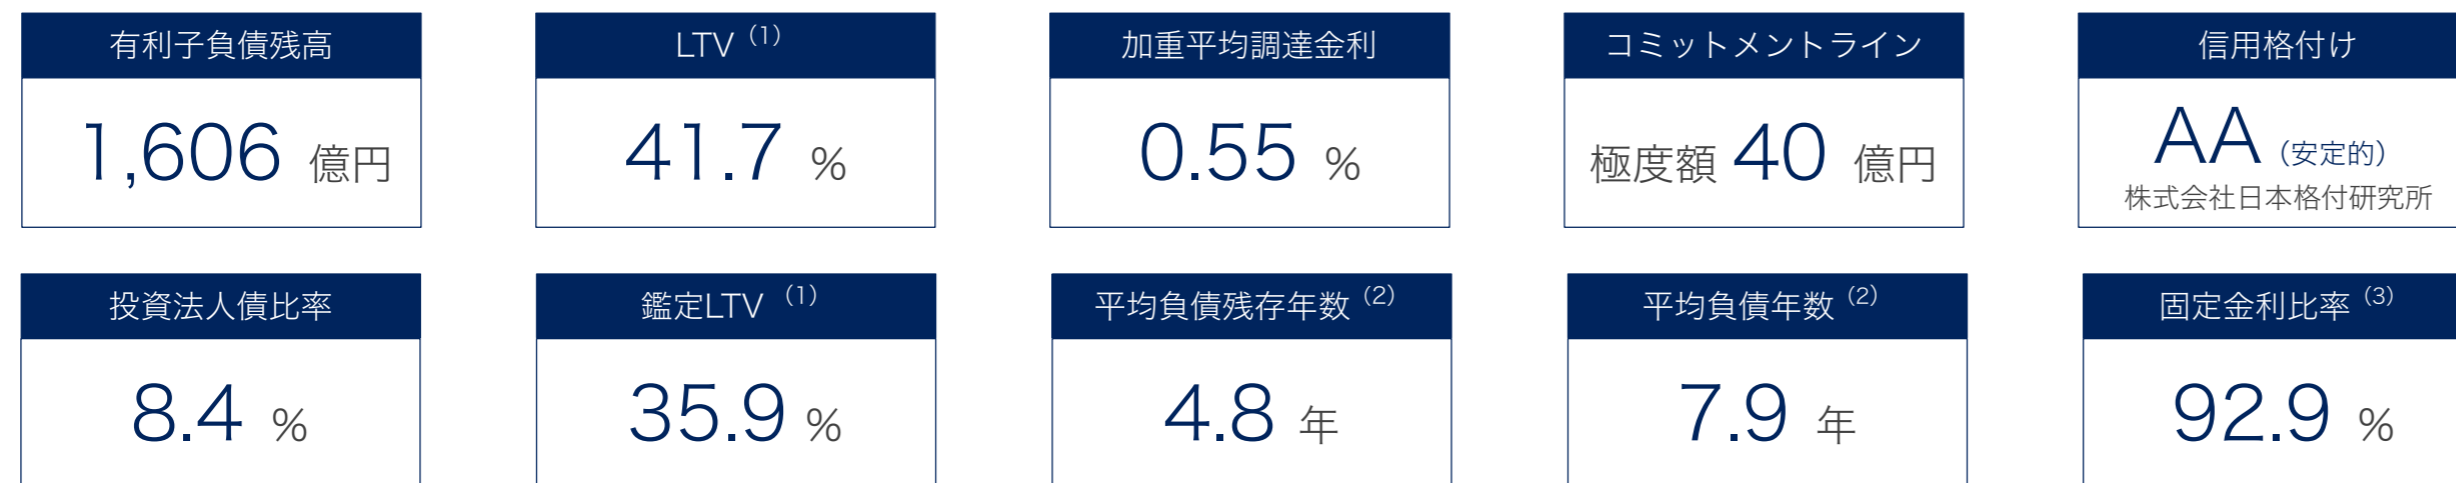 有利子負債残高
1,606 億円
LTV (1)
41.7 %
加重平均調達金利
0.55 %
コミットメントライン
極度額 40 億円
信用格付け
AA (安定的)
株式会社日本格付研究所
投資法人債比率
8.4 %
鑑定LTV (1)
35.9 %
平均負債残存年数 (2)
4.8 年
平均負債年数 (2)
7.9 年
固定金利比率 (3)
92.9 %